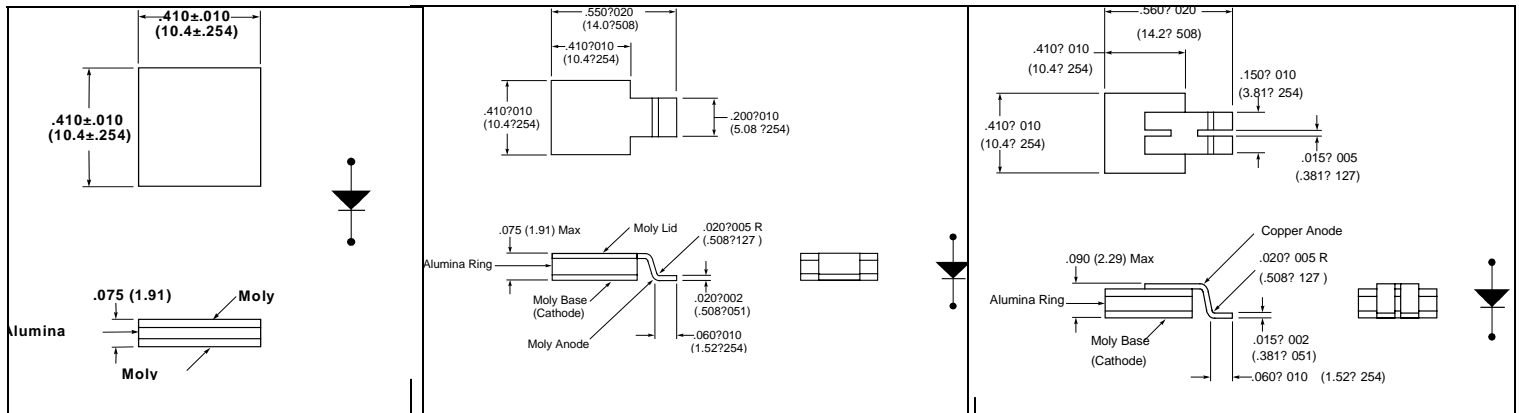 .410±.010
(10.4±.254)
.410±.010
(10.4±.254)
.075 (1.91)
Moly
Alumina
Moly
.550?020
(14.0?508)
.410?010
(10.4?254)
.410?010
(10.4?254)
.200?010
(5.08 ?254)
.075 (1.91) Max
Moly Lid
.020?005 R
(.508?127 )
Alumina Ring
Moly Base
(Cathode)
.020?002
(.508?051)
Moly Anode
.060?010
(1.52?254)
.560? 020
(14.2? 508)
.410? 010
(10.4? 254)
.150? 010
(3.81? 254)
.410? 010
(10.4? 254)
.015? 005
(.381? 127)
Copper Anode
.090 (2.29) Max
.020? 005 R
(.508? 127 )
Alumina Ring
Moly Base
(Cathode)
.015? 002
(.381? 051)
.060? 010 (1.52? 254)